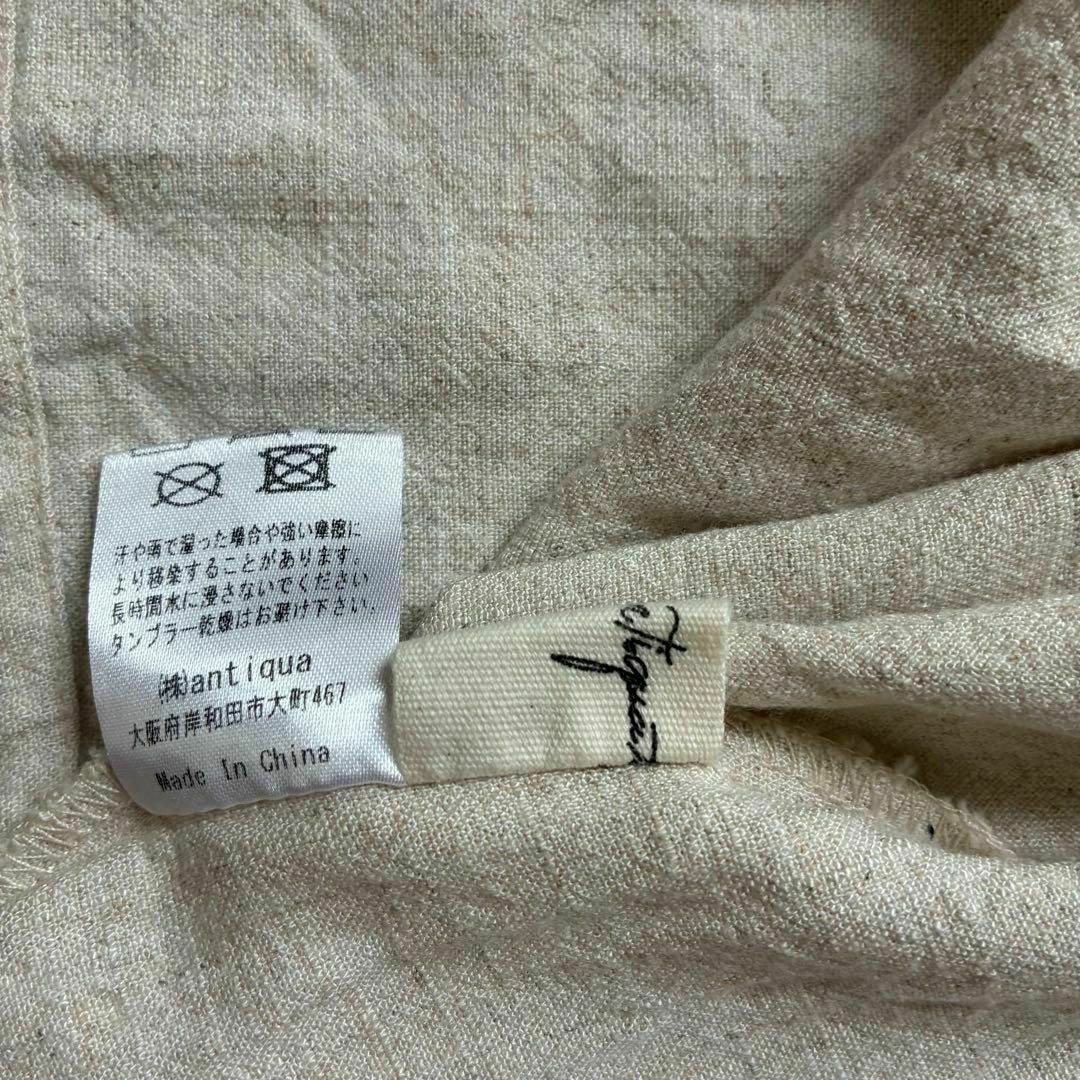 汗や雨で湿った場合や強い摩擦に
より移染することがあります。
長時間水に浸さないでください
タンブラー乾燥はお避け下さい。
㈱antiqua
大阪府岸和田市大町467
Made In China